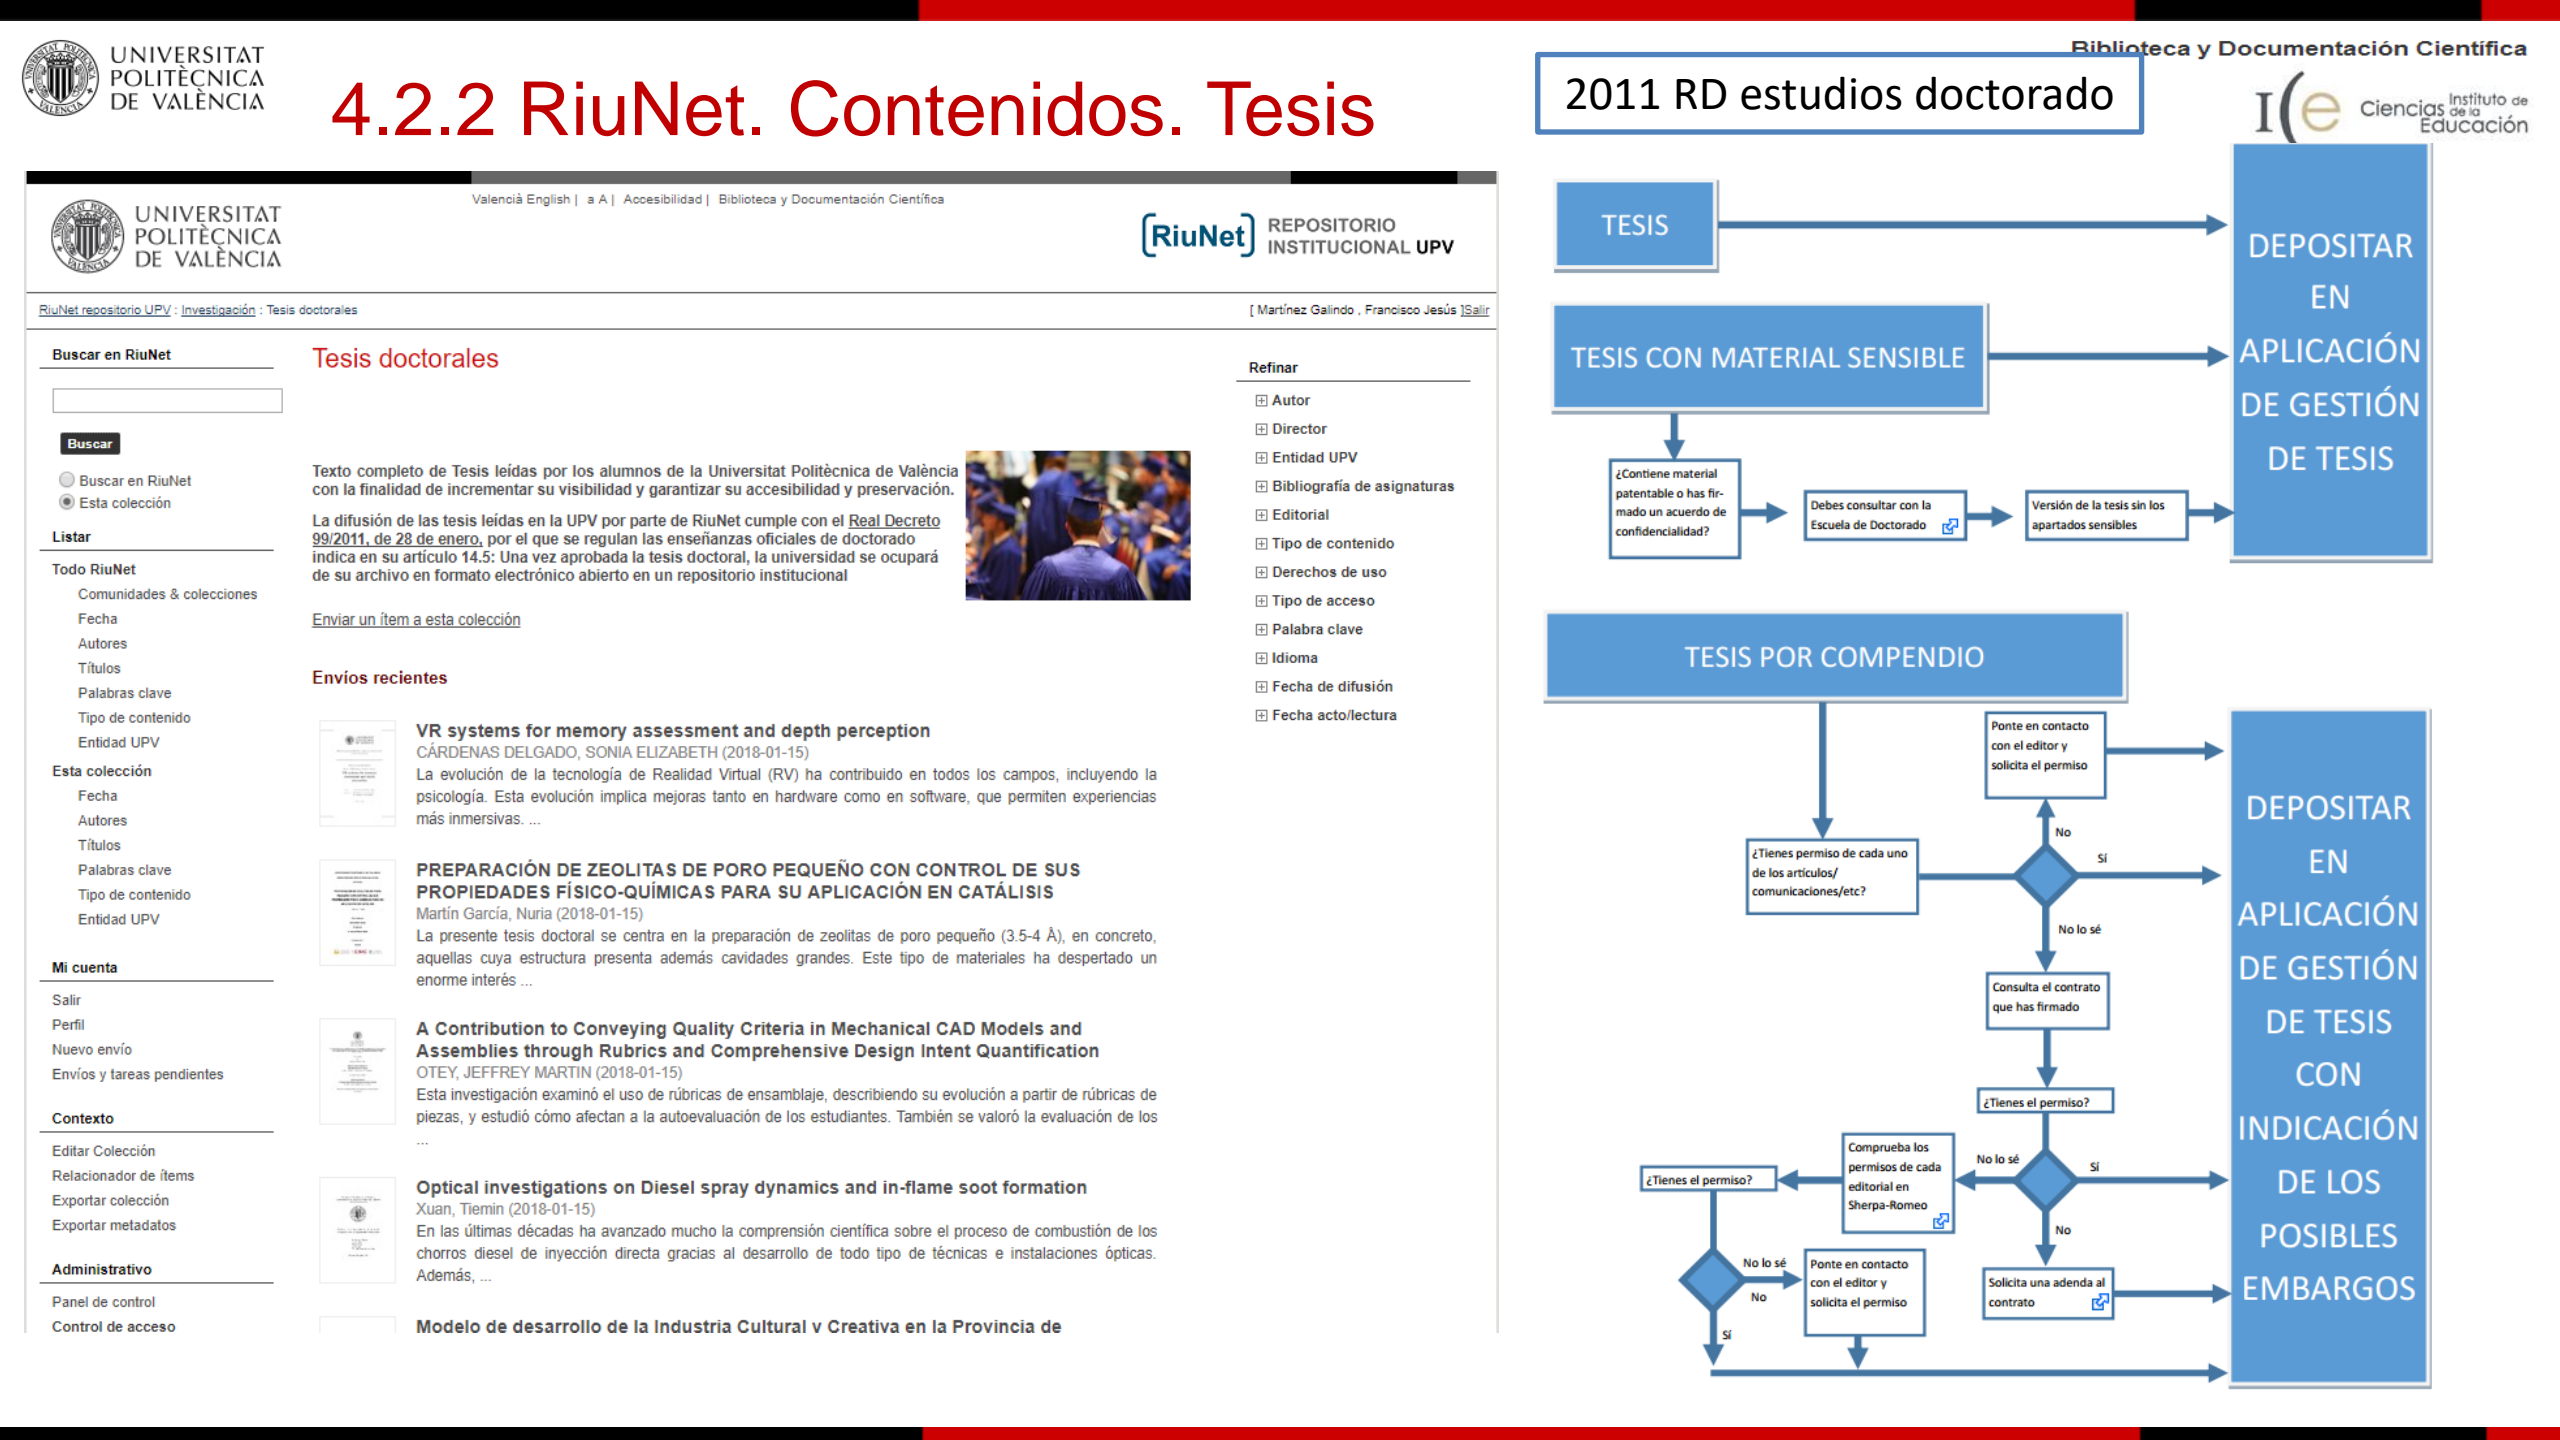 UNIVERSITAT
POLITÈCNICA
DE VALÈNCIA
4.2.2 RiuNet. Contenidos. Tesis
2011 RD estudios doctorado
Biblioteca y Documentación Científica
Ice Ciencias Instituto de
de la
Educación
Valencià English | a A | Accesibilidad | Biblioteca y Documentación Científica
UNIVERSITAT
POLITÈCNICA
DE VALÈNCIA
[RiuNet] REPOSITORIO
INSTITUCIONAL UPV
RiuNet repositorio UPV : Investigación : Tesis doctorales
[ Martínez Galindo , Francisco Jesús ]Salir
Buscar en RiuNet
Buscar
Buscar en RiuNet
Esta colección
Listar
Todo RiuNet
Comunidades & colecciones
Fecha
Autores
Títulos
Palabras clave
Tipo de contenido
Entidad UPV
Esta colección
Fecha
Autores
Títulos
Palabras clave
Tipo de contenido
Entidad UPV
Mi cuenta
Salir
Perfil
Nuevo envío
Envíos y tareas pendientes
Contexto
Editar Colección
Relacionador de ítems
Exportar colección
Exportar metadatos
Administrativo
Panel de control
Control de acceso
Tesis doctorales
Texto completo de Tesis leídas por los alumnos de la Universitat Politècnica de València
con la finalidad de incrementar su visibilidad y garantizar su accesibilidad y preservación.
La difusión de las tesis leídas en la UPV por parte de RiuNet cumple con el Real Decreto
99/2011, de 28 de enero, por el que se regulan las enseñanzas oficiales de doctorado
indica en su artículo 14.5: Una vez aprobada la tesis doctoral, la universidad se ocupará
de su archivo en formato electrónico abierto en un repositorio institucional
Enviar un ítem a esta colección
Envíos recientes
VR systems for memory assessment and depth perception
CÁRDENAS DELGADO, SONIA ELIZABETH (2018-01-15)
La evolución de la tecnología de Realidad Virtual (RV) ha contribuido en todos los campos, incluyendo la
psicología. Esta evolución implica mejoras tanto en hardware como en software, que permiten experiencias
más inmersivas. ...
PREPARACIÓN DE ZEOLITAS DE PORO PEQUEÑO CON CONTROL DE SUS
PROPIEDADES FÍSICO-QUÍMICAS PARA SU APLICACIÓN EN CATÁLISIS
Martín García, Nuria (2018-01-15)
La presente tesis doctoral se centra en la preparación de zeolitas de poro pequeño (3.5-4 Å), en concreto,
aquellas cuya estructura presenta además cavidades grandes. Este tipo de materiales ha despertado un
enorme interés ...
A Contribution to Conveying Quality Criteria in Mechanical CAD Models and
Assemblies through Rubrics and Comprehensive Design Intent Quantification
OTEY, JEFFREY MARTIN (2018-01-15)
Esta investigación examinó el uso de rúbricas de ensamblaje, describiendo su evolución a partir de rúbricas de
piezas, y estudió cómo afectan a la autoevaluación de los estudiantes. También se valoró la evaluación de los
...
Optical investigations on Diesel spray dynamics and in-flame soot formation
Xuan, Tiemin (2018-01-15)
En las últimas décadas ha avanzado mucho la comprensión científica sobre el proceso de combustión de los
chorros diesel de inyección directa gracias al desarrollo de todo tipo de técnicas e instalaciones ópticas.
Además, ...
Modelo de desarrollo de la Industria Cultural y Creativa en la Provincia de
Refinar
Autor
Director
Entidad UPV
Bibliografía de asignaturas
Editorial
Tipo de contenido
Derechos de uso
Tipo de acceso
Palabra clave
Idioma
Fecha de difusión
Fecha acto/lectura
TESIS
TESIS CON MATERIAL SENSIBLE
¿Contiene material
patentable o has fir-
mado un acuerdo de
confidencialidad?
Debes consultar con la
Escuela de Doctorado
Versión de la tesis sin los
apartados sensibles
DEPOSITAR
EN
APLICACIÓN
DE GESTIÓN
DE TESIS
TESIS POR COMPENDIO
Ponte en contacto
con el editor y
solicita el permiso
No
¿Tienes permiso de cada uno
de los artículos/
comunicaciones/etc?
Sí
No lo sé
Consulta el contrato
que has firmado
¿Tienes el permiso?
Sí
No lo sé
No
Comprueba los
permisos de cada
editorial en
Sherpa-Romeo
¿Tienes el permiso?
No lo sé
No
Sí
Ponte en contacto
con el editor y
solicita el permiso
Solicita una adenda al
contrato
DEPOSITAR
EN
APLICACIÓN
DE GESTIÓN
DE TESIS
CON
INDICACIÓN
DE LOS
POSIBLES
EMBARGOS